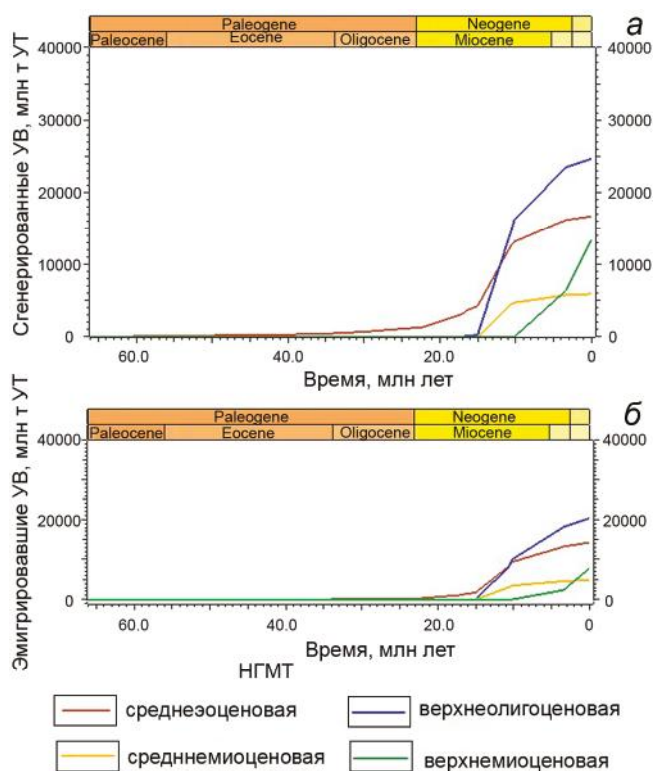 Paleogene Neogene а
Paleocene Eocene Oligocene Miocene
Сгенерированные УВ, млн т УТ
40000 40000
30000 30000
20000 20000
10000 10000
0 0
60.0 40.0 20.0 0
Время, млн лет
Paleogene Neogene б
Paleocene Eocene Oligocene Miocene
Эмигрировавшие УВ, млн т УТ
40000 40000
20000 20000
0 0
60.0 40.0 20.0 0
Время, млн лет
НГМТ
среднеэоценовая верхнеолигоценовая
средннемиоценовая верхнемиоценовая